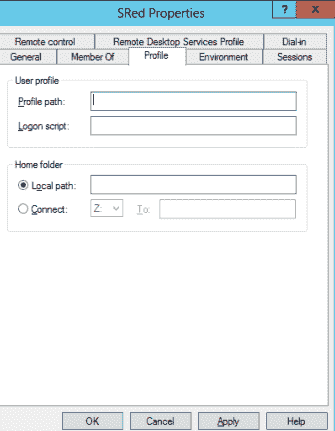 SRed Properties
? x
Remote control Remote Desktop Services Profile Dial-in
General Member Of Profile Environment Sessions
User profile
Profile path:
Logon script:
Home folder
Local path:
Connect: Z: To:
OK Cancel Apply Help